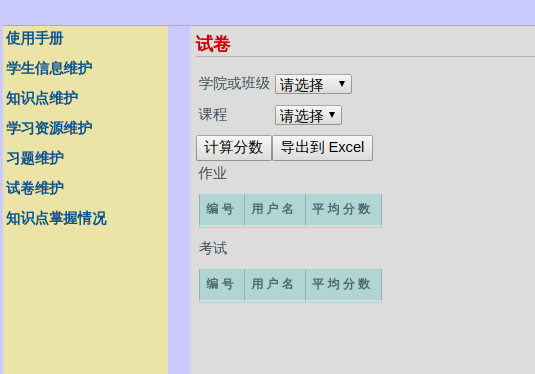 使用手册
学生信息维护
知识点维护
学习资源维护
习题维护
试卷维护
知识点掌握情况
试卷
学院或班级 请选择
课程 请选择
计算分数 导出到 Excel
作业
编号 用户名 平均分数
考试
编号 用户名 平均分数